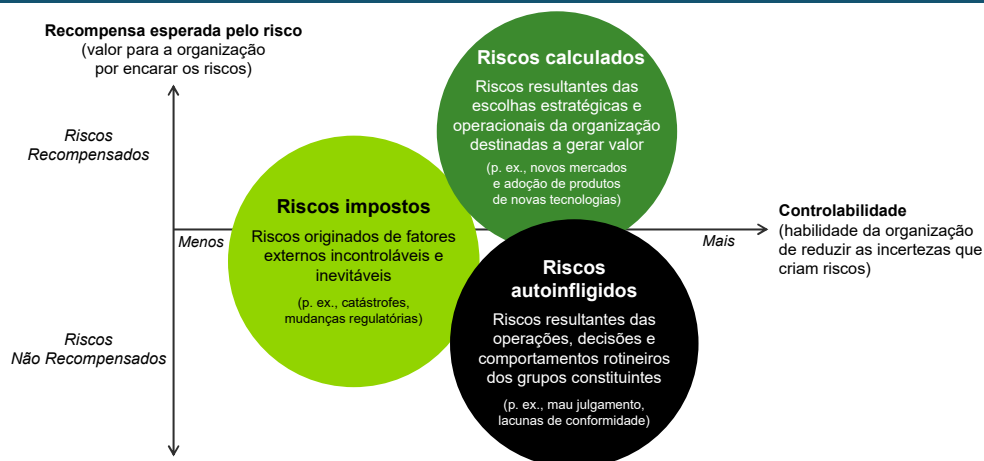 Recompensa esperada pelo risco
(valor para a organização
por encarar os riscos)
Riscos
Recompensados
Menos
Riscos
Não Recompensados
Riscos impostos
Riscos originados de fatores
externos incontroláveis e
inevitáveis
(p. ex., catástrofes,
mudanças regulatórias)
Riscos calculados
Riscos resultantes das
escolhas estratégicas e
operacionais da organização
destinadas a gerar valor
(p. ex., novos mercados
e adoção de produtos
de novas tecnologias)
Riscos
autoinfligidos
Riscos resultantes das
operações, decisões e
comportamentos rotineiros
dos grupos constituintes
(p. ex., mau julgamento,
lacunas de conformidade)
Mais
Controlabilidade
(habilidade da organização
de reduzir as incertezas que
criam riscos)